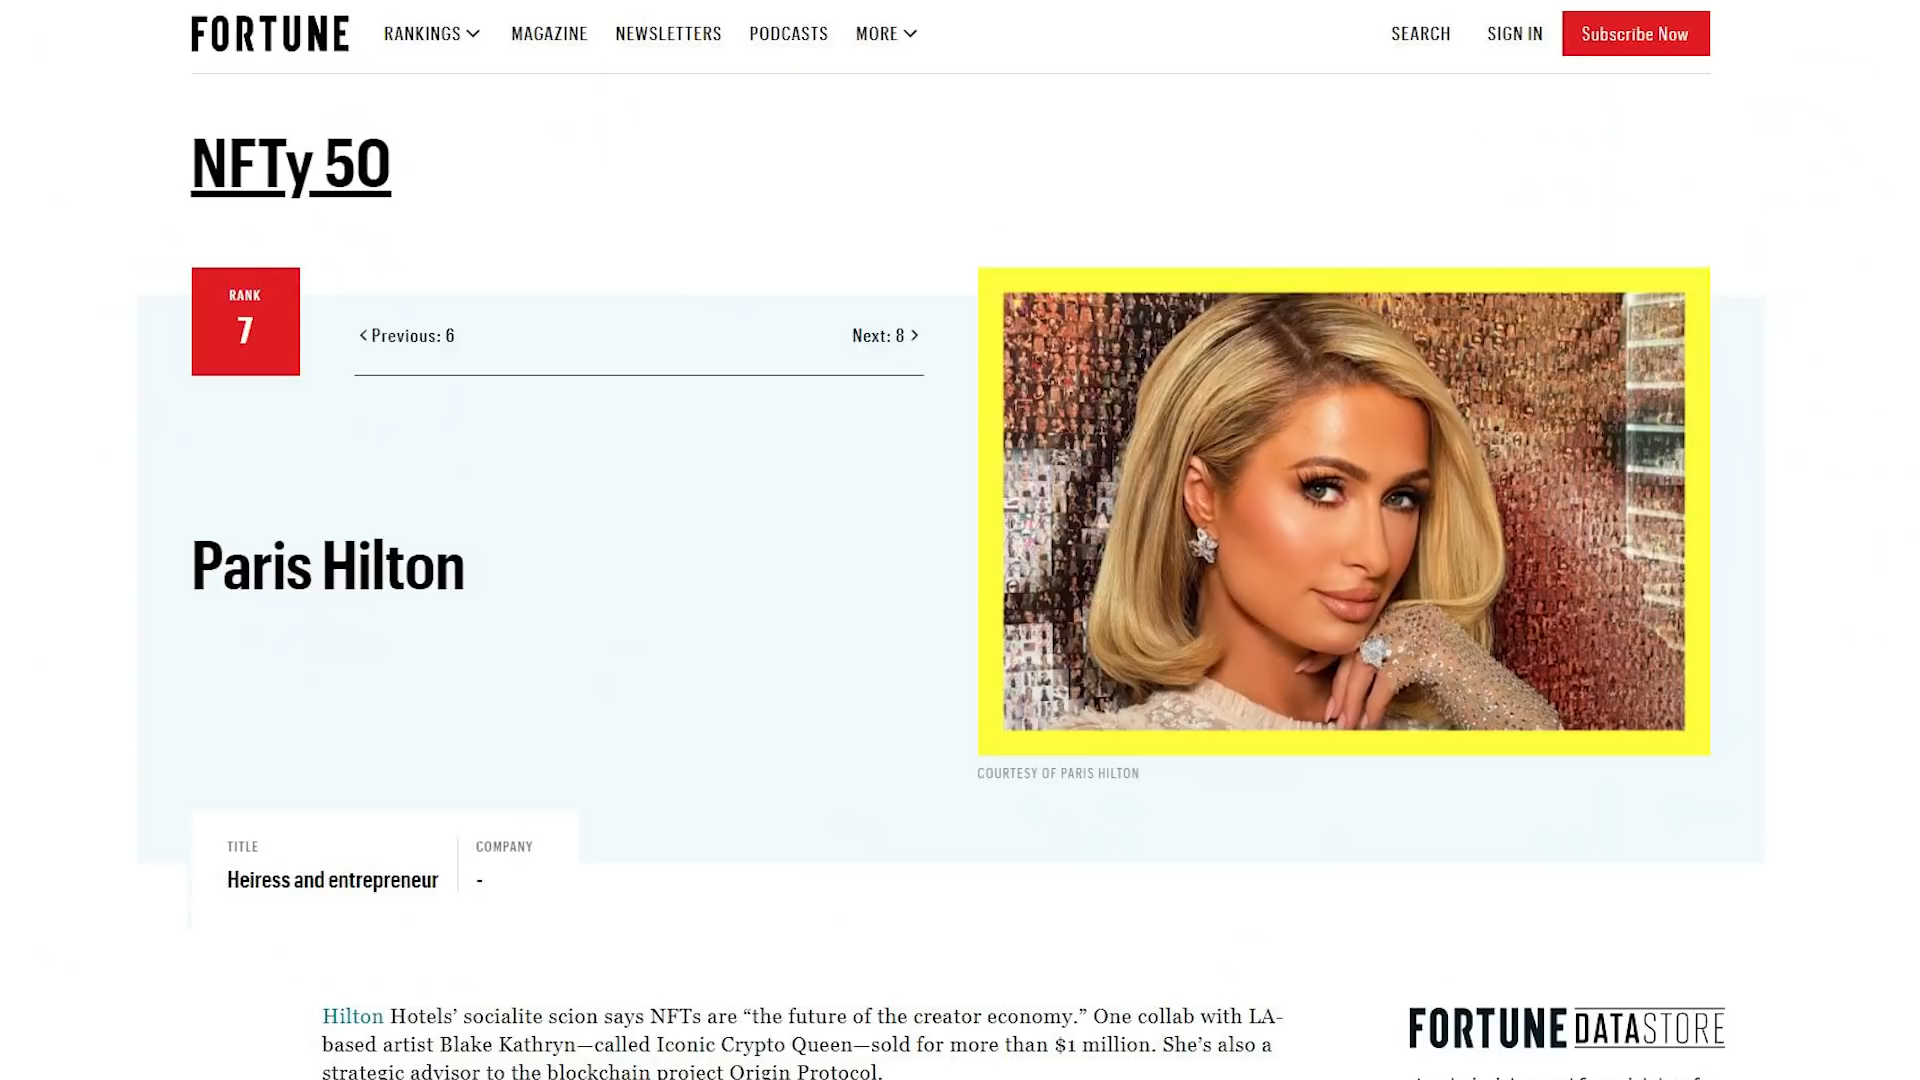 FORTUNE
RANKINGS
MAGAZINE
NEWSLETTERS
PODCASTS
MORE
SEARCH
SIGN IN
Subscribe Now
NFTy 50
RANK
7
Previous: 6
Next: 8
Paris Hilton
COURTESY OF PARIS HILTON
TITLE
COMPANY
Heiress and entrepreneur
-
Hilton Hotels’ socialite scion says NFTs are “the future of the creator economy.” One collab with LA-
based artist Blake Kathryn—called Iconic Crypto Queen—sold for more than $1 million. She’s also a
strategic advisor to the blockchain project Origin Protocol.
FORTUNE DATASTORE